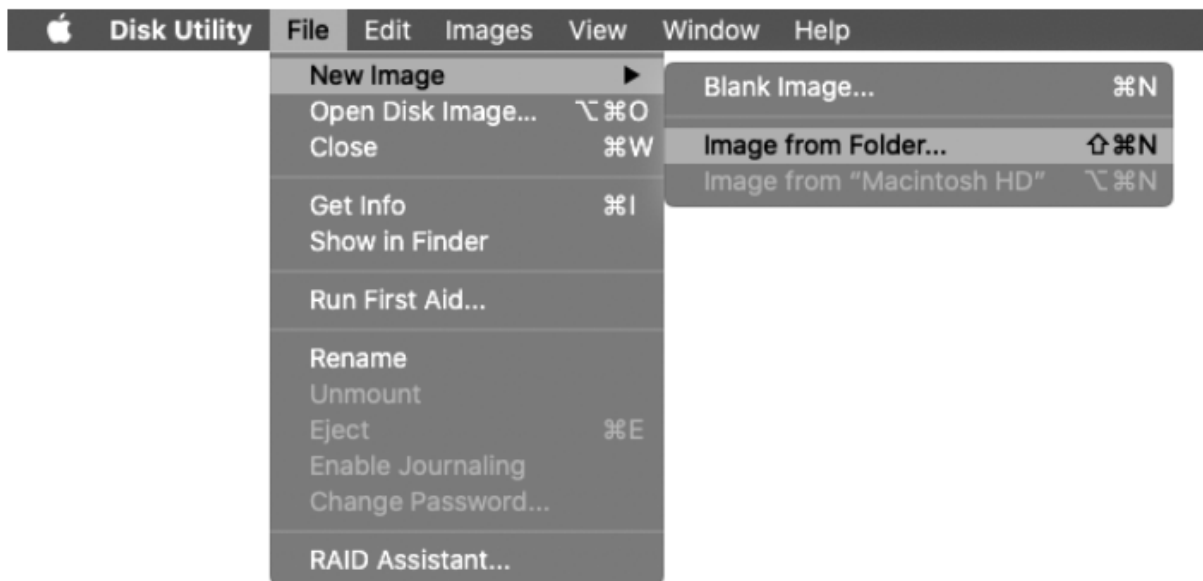 Disk Utility File Edit Images View Window Help
New Image ▶
Open Disk Image... ⌥⌘O
Close ⌘W
Get Info ⌘I
Show in Finder
Run First Aid...
Rename
Unmount
Eject ⌘E
Enable Journaling
Change Password...
RAID Assistant...
Blank Image... ⌘N
Image from Folder... ⇧⌘N
Image from “Macintosh HD” ⌥⌘N